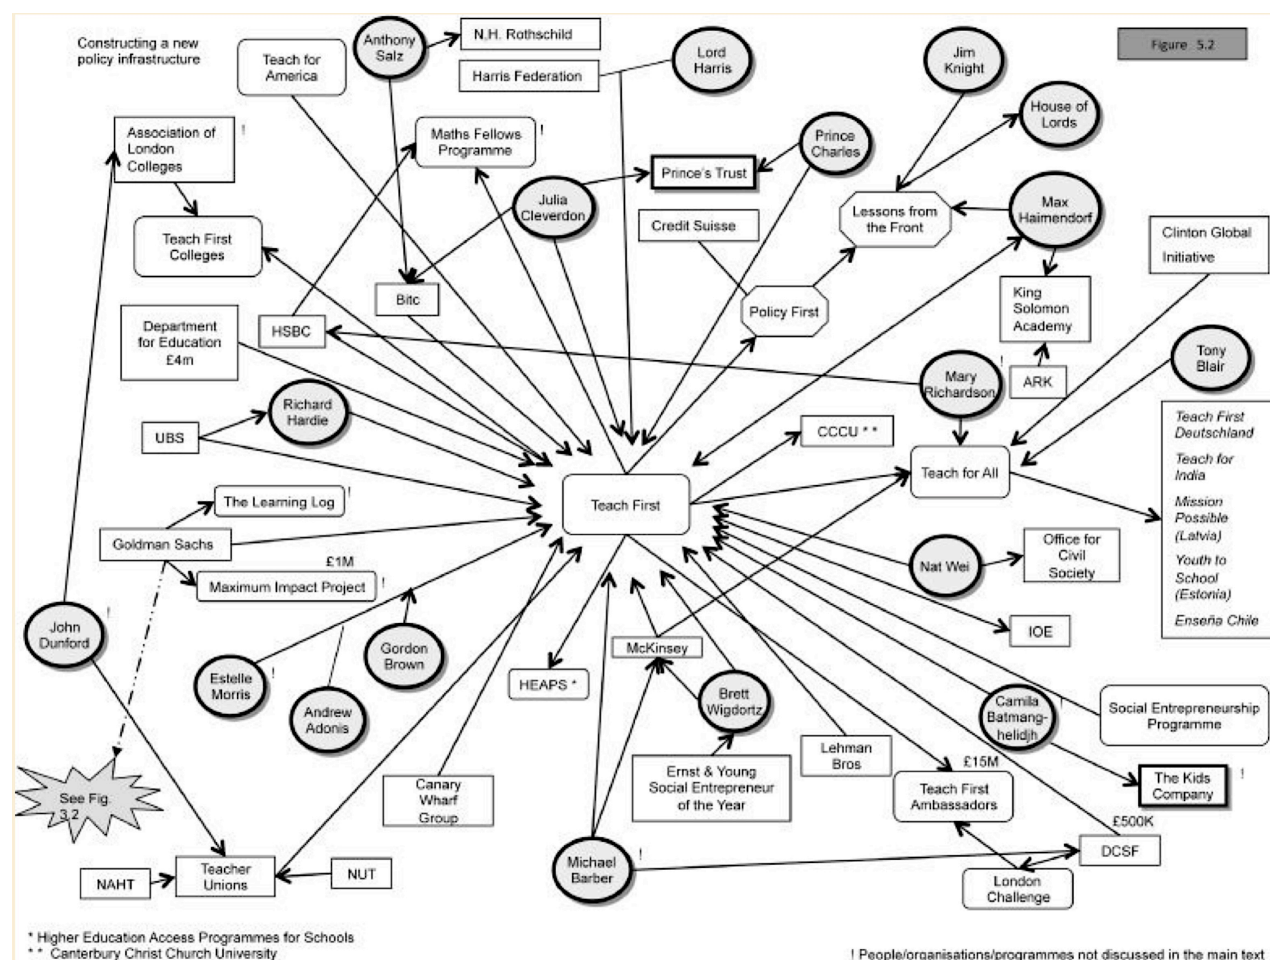 Constructing a new
policy infrastructure
Figure 5.2
Anthony
Salz
N.H. Rothschild
Teach for
America
Harris Federation
Lord
Harris
Jim
Knight
House of
Lords
Association of
London
Colleges
!
Maths Fellows
Programme
!
Prince
Charles
Prince's Trust
Julia
Cleverdon
Credit Suisse
Lessons from
the Front
Max
Haimendorf
Clinton Global
Initiative
Teach First
Colleges
Bitc
Policy First
King
Solomon
Academy
Department
for Education
£4m
HSBC
Mary
Richardson
!
ARK
Tony
Blair
Richard
Hardie
UBS
CCCU * *
Teach First
Deutschland
Teach for
India
Mission
Possible
(Latvia)
Youth to
School
(Estonia)
Enseña Chile
Teach for All
Teach First
The Learning Log
!
Goldman Sachs
£1M
Maximum Impact Project
!
Nat Wei
Office for
Civil
Society
John
Dunford
!
IOE
Gordon
Brown
McKinsey
Estelle
Morris
!
HEAPS *
Andrew
Adonis
Brett
Wigdortz
Camila
Batmang-
helidjh
!
Social Entrepreneurship
Programme
Lehman
Bros
Ernst & Young
Social Entrepreneur
of the Year
£15M
Teach First
Ambassadors
The Kids
Company
!
See Fig.
3.2
Canary
Wharf
Group
£500K
DCSF
Michael
Barber
!
Teacher
Unions
NAHT
NUT
London
Challenge
* Higher Education Access Programmes for Schools
* * Canterbury Christ Church University
! People/organisations/programmes not discussed in the main text